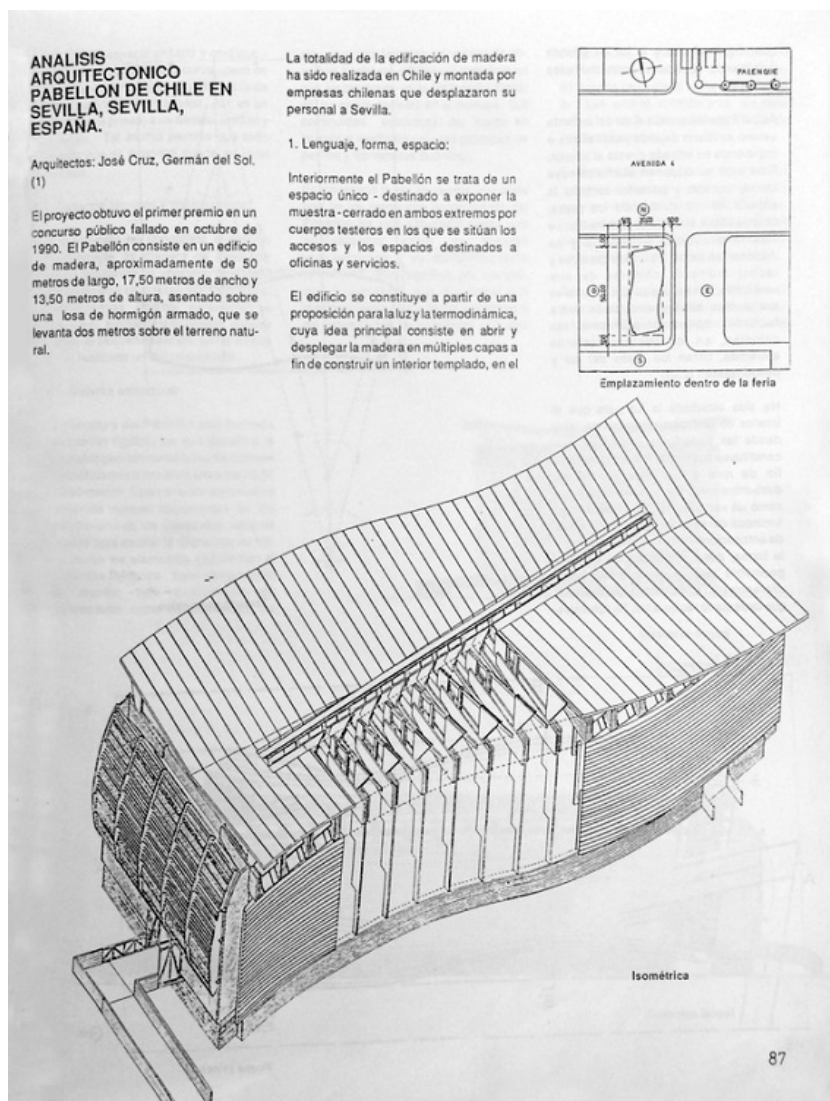 ANALISIS
ARQUITECTONICO
PABELLON DE CHILE EN
SEVILLA, SEVILLA,
ESPAÑA.
Arquitectos: José Cruz, Germán del Sol.
(1)
El proyecto obtuvo el primer premio en un
concurso público fallado en octubre de
1990. El Pabellón consiste en un edificio
de madera, aproximadamente de 50
metros de largo, 17,50 metros de ancho y
13,50 metros de altura, asentado sobre
una losa de hormigón armado, que se
levanta dos metros sobre el terreno natu-
ral.
La totalidad de la edificación de madera
ha sido realizada en Chile y montada por
empresas chilenas que desplazaron su
personal a Sevilla.
1. Lenguaje, forma, espacio:
Interiormente el Pabellón se trata de un
espacio único - destinado a exponer la
muestra - cerrado en ambos extremos por
cuerpos testeros en los que se sitúan los
accesos y los espacios destinados a
oficinas y servicios.
El edificio se constituye a partir de una
proposición para la luz y la termodinámica,
cuya idea principal consiste en abrir y
desplegar la madera en múltiples capas a
fin de construir un interior templado, en el
PALENQUE
AVENIDA 4
N
O
E
S
Emplazamiento dentro de la feria
Isométrica
87